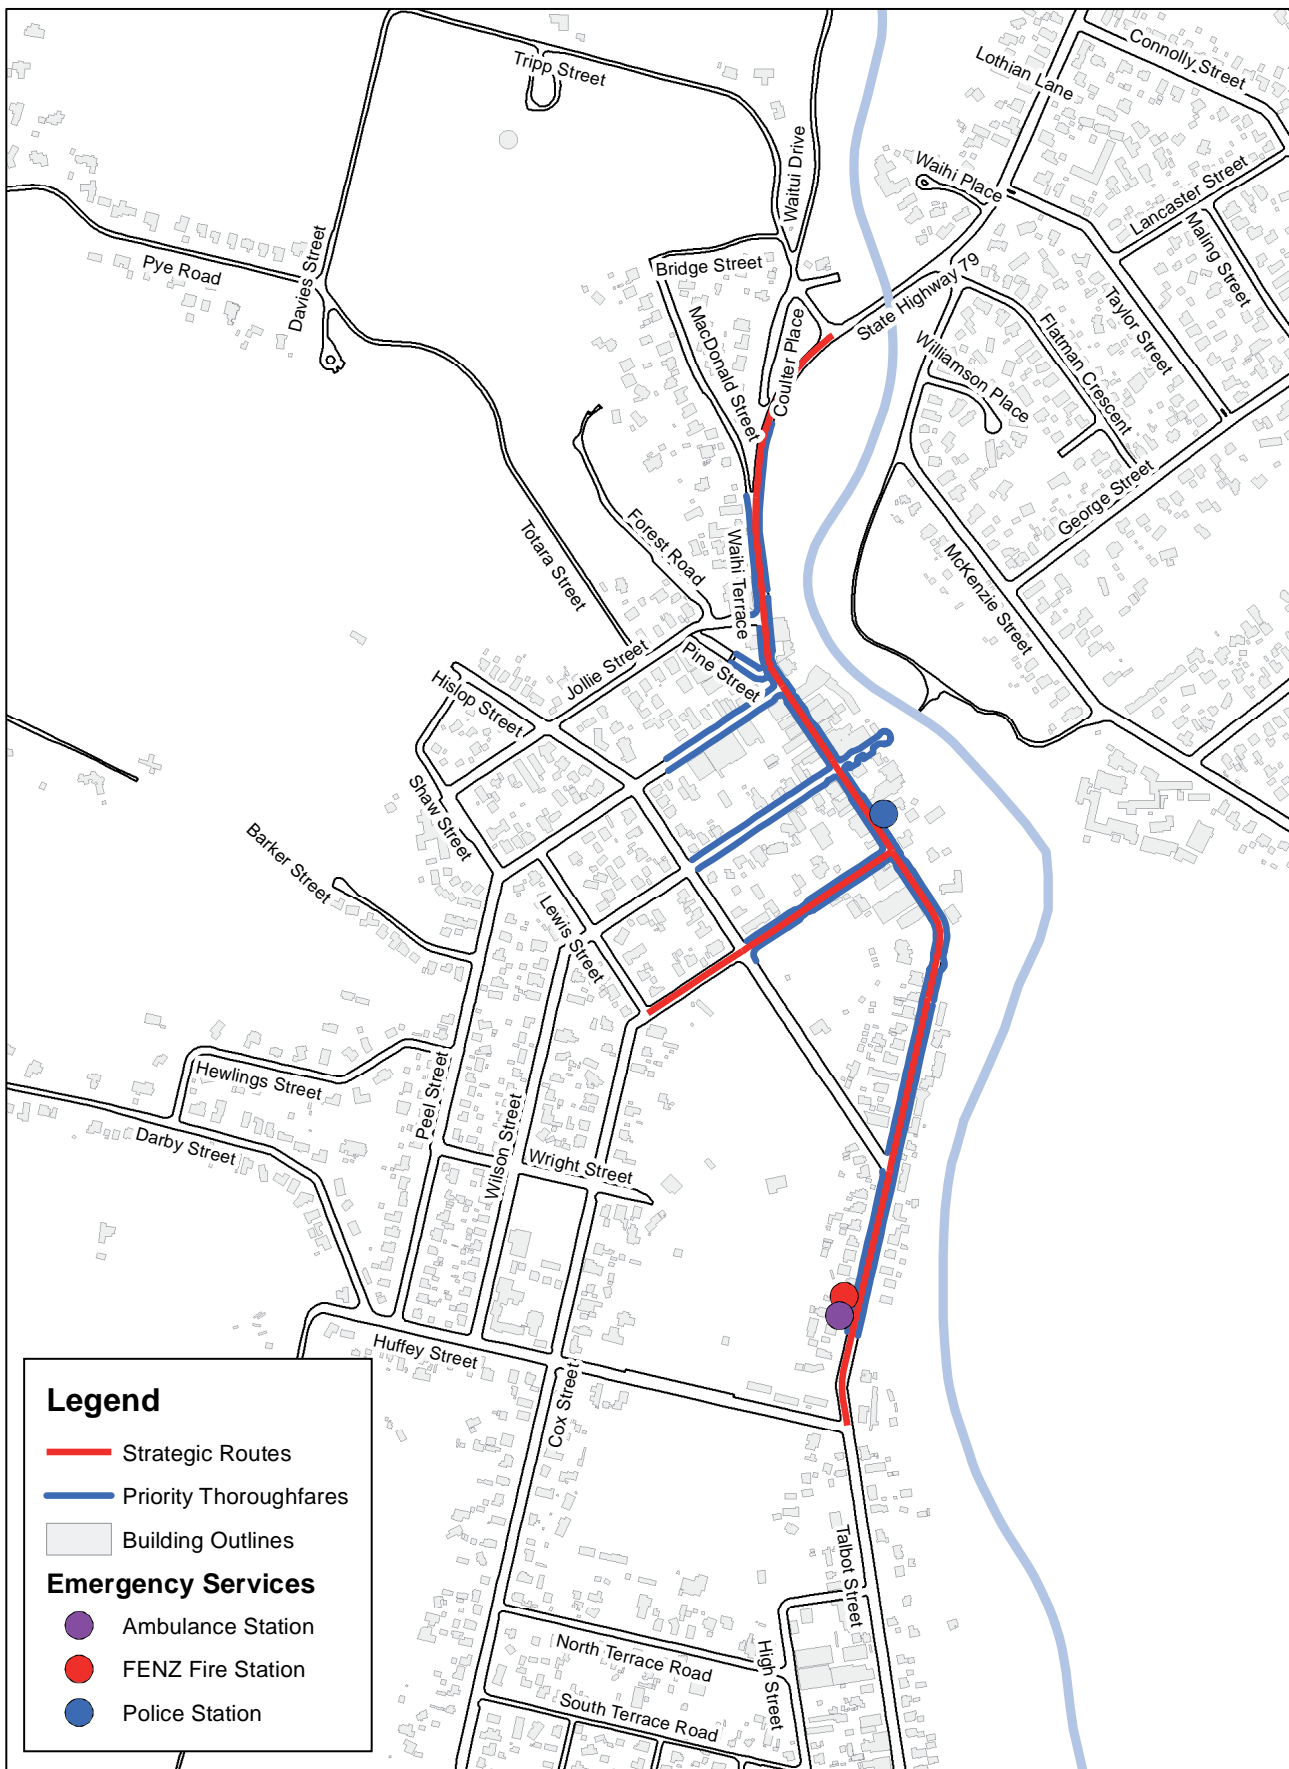 Connolly Street
Lothian Lane
Tripp Street
Waitui Drive
Waihi Place
Lancaster Street
Maling Street
Pye Road
Davies Street
Bridge Street
State Highway 79
MacDonald Street
Coulter Place
Taylor Street
Flatman Crescent
Williamson Place
George Street
Forest Road
Totara Street
Waihi Terrace
McKenzie Street
Jollie Street
Pine Street
Hislop Street
Shaw Street
Barker Street
Lewis Street
Hewlings Street
Peel Street
Darby Street
Wilson Street
Wright Street
Huffey Street
Cox Street
Talbot Street
North Terrace Road
High Street
South Terrace Road
Legend
Strategic Routes
Priority Thoroughfares
Building Outlines
Emergency Services
Ambulance Station
FENZ Fire Station
Police Station